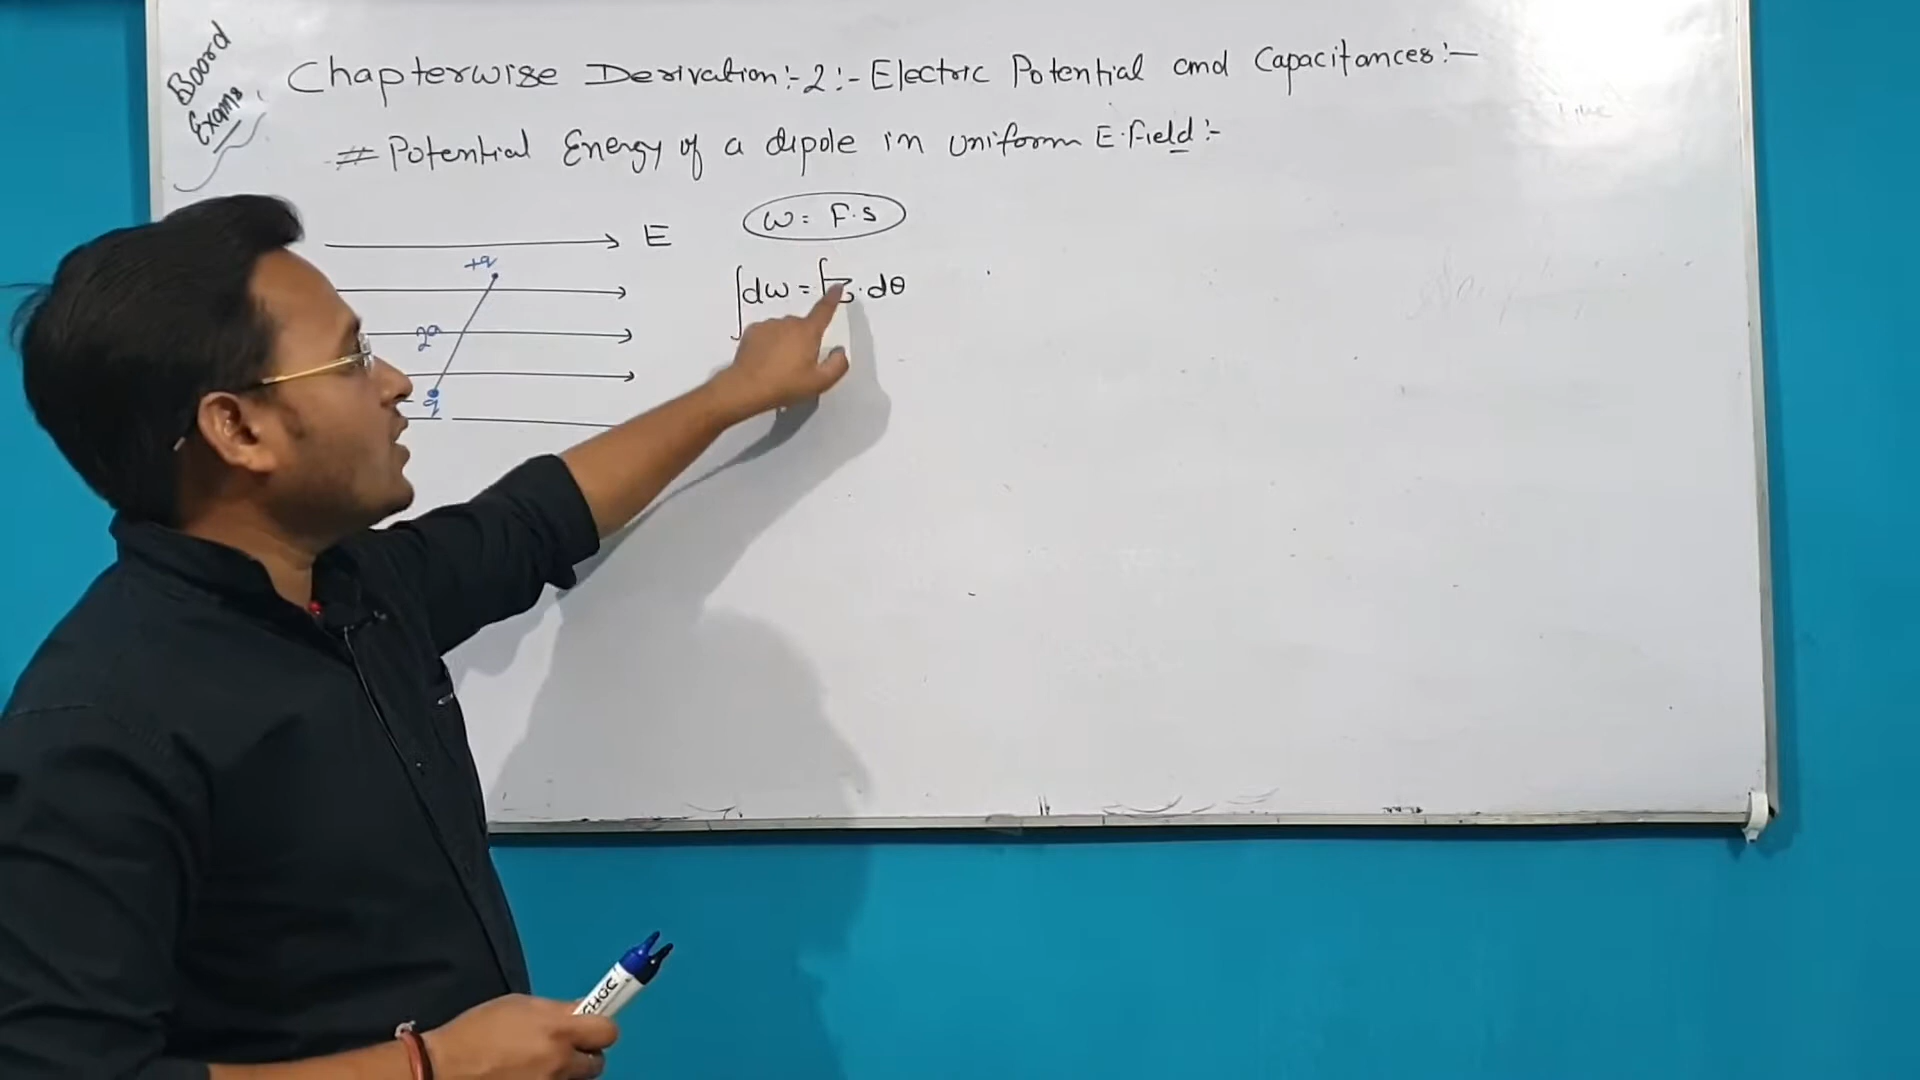 Board
Exams
Chapterwise Derivation:- 2:- Electric Potential and Capacitances:-
# Potential Energy of a dipole in uniform E.Field:-
E
+q
2a
-q
W = F.S
∫dw = ∫τ.dθ